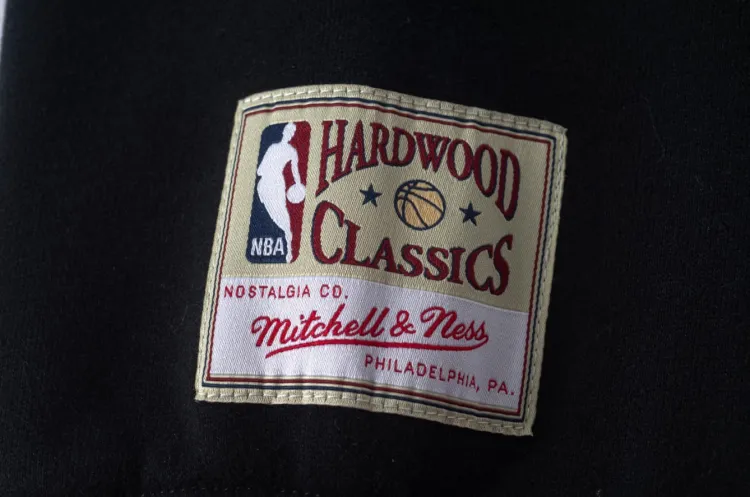 HARDWOOD
CLASSICS
NBA
NOSTALGIA CO.
Mitchell & Ness
PHILADELPHIA, PA.